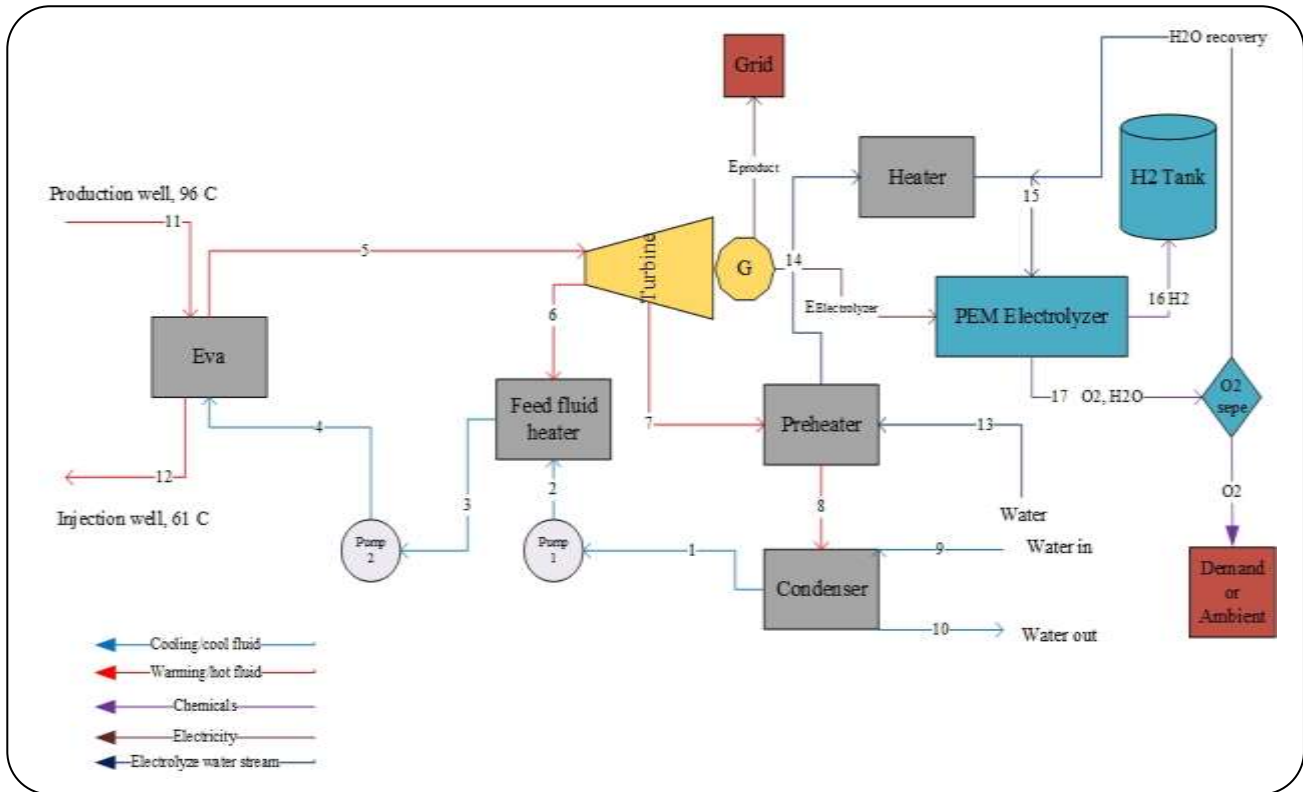 Grid
H2O recovery
Eproduct
Heater
H2 Tank
Production well, 96 C
11
15
5
Turbine
G
14
EElectrolyzer
PEM Electrolyzer
16 H2
6
Eva
Feed fluid
heater
7
Preheater
13
17 O2, H2O
O2
sepe.
4
12
3
2
8
O2
Injection well, 61 C
Water
Pump
2
Pump
1
1
9
Water in
Condenser
Demand
or
Ambient
10
Water out
Cooling/cool fluid
Warming/hot fluid
Chemicals
Electricity
Electrolyze water stream